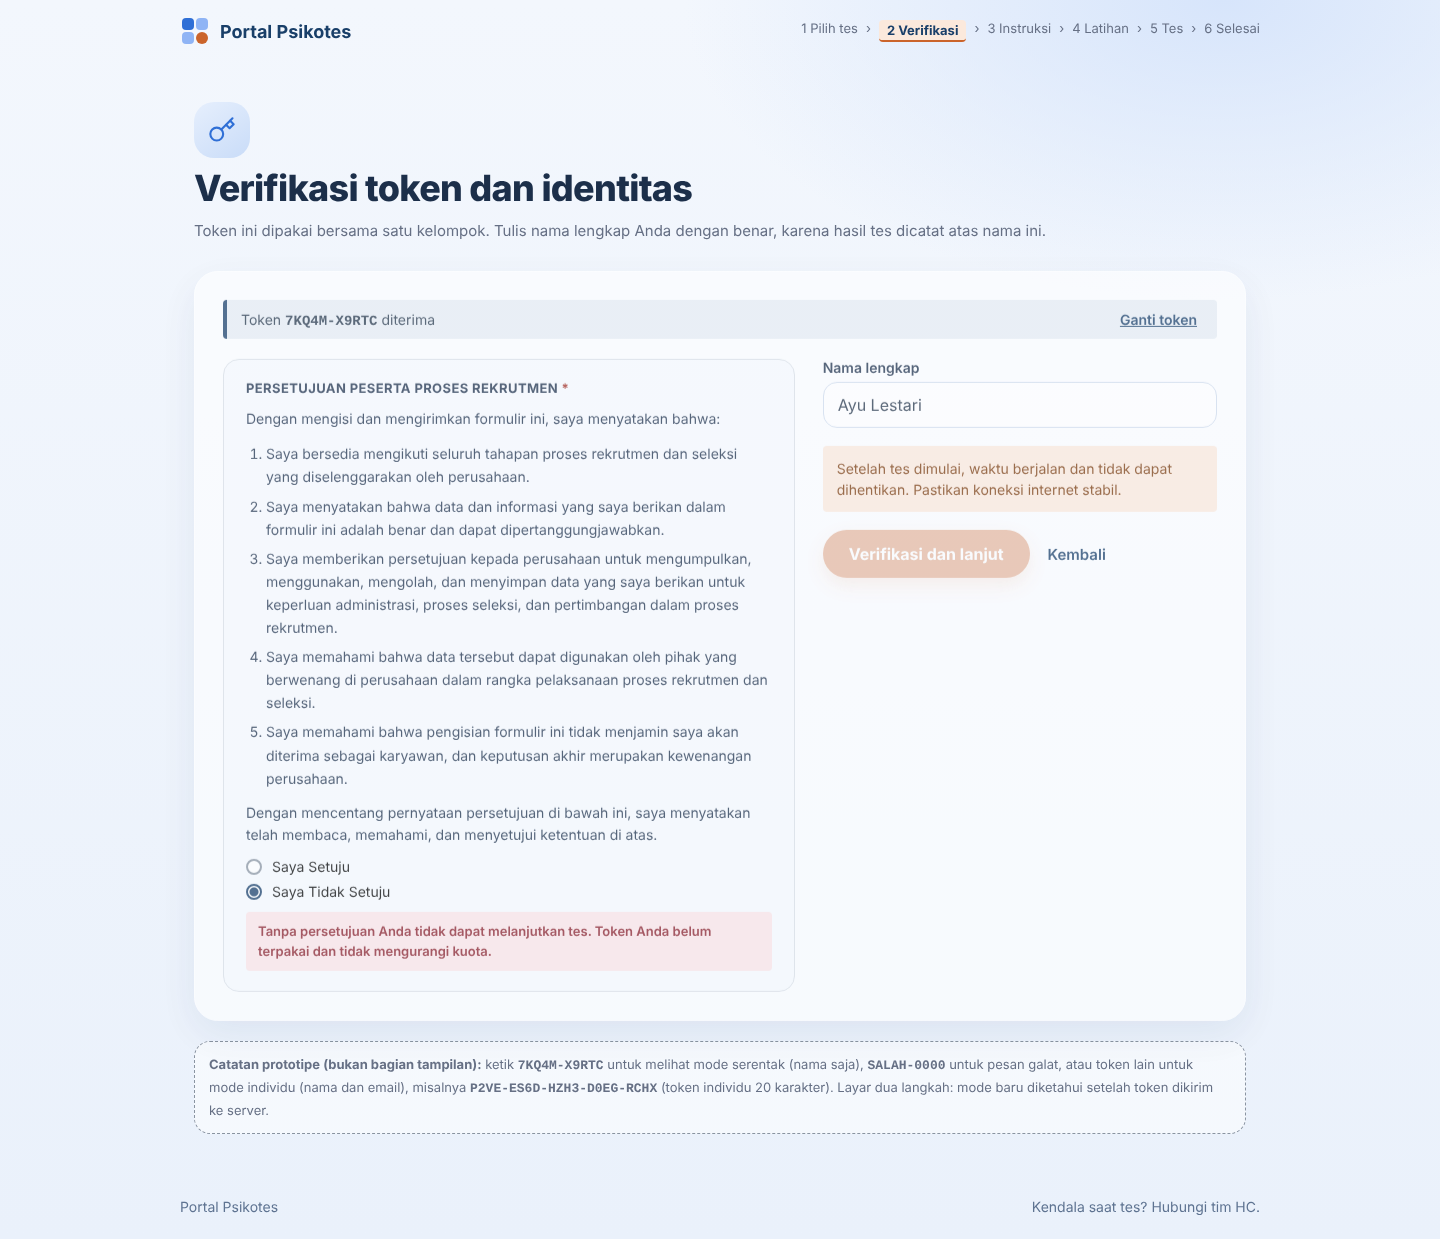 Portal Psikotes
1 Pilih tes › 2 Verifikasi › 3 Instruksi › 4 Latihan › 5 Tes › 6 Selesai
Verifikasi token dan identitas
Token ini dipakai bersama satu kelompok. Tulis nama lengkap Anda dengan benar, karena hasil tes dicatat atas nama ini.
Token 7KQ4M-X9RTC diterima
Ganti token
PERSETUJUAN PESERTA PROSES REKRUTMEN *
Dengan mengisi dan mengirimkan formulir ini, saya menyatakan bahwa:
1. Saya bersedia mengikuti seluruh tahapan proses rekrutmen dan seleksi
yang diselenggarakan oleh perusahaan.
2. Saya menyatakan bahwa data dan informasi yang saya berikan dalam
formulir ini adalah benar dan dapat dipertanggungjawabkan.
3. Saya memberikan persetujuan kepada perusahaan untuk mengumpulkan,
menggunakan, mengolah, dan menyimpan data yang saya berikan untuk
keperluan administrasi, proses seleksi, dan pertimbangan dalam proses
rekrutmen.
4. Saya memahami bahwa data tersebut dapat digunakan oleh pihak yang
berwenang di perusahaan dalam rangka pelaksanaan proses rekrutmen dan
seleksi.
5. Saya memahami bahwa pengisian formulir ini tidak menjamin saya akan
diterima sebagai karyawan, dan keputusan akhir merupakan kewenangan
perusahaan.
Dengan mencentang pernyataan persetujuan di bawah ini, saya menyatakan
telah membaca, memahami, dan menyetujui ketentuan di atas.
Saya Setuju
Saya Tidak Setuju
Tanpa persetujuan Anda tidak dapat melanjutkan tes. Token Anda belum
terpakai dan tidak mengurangi kuota.
Nama lengkap
Ayu Lestari
Setelah tes dimulai, waktu berjalan dan tidak dapat
dihentikan. Pastikan koneksi internet stabil.
Verifikasi dan lanjut
Kembali
Catatan prototipe (bukan bagian tampilan): ketik 7KQ4M-X9RTC untuk melihat mode serentak (nama saja), SALAH-0000 untuk pesan galat, atau token lain untuk
mode individu (nama dan email), misalnya P2VE-ES6D-HZH3-D0EG-RCHX (token individu 20 karakter). Layar dua langkah: mode baru diketahui setelah token dikirim
ke server.
Portal Psikotes
Kendala saat tes? Hubungi tim HC.